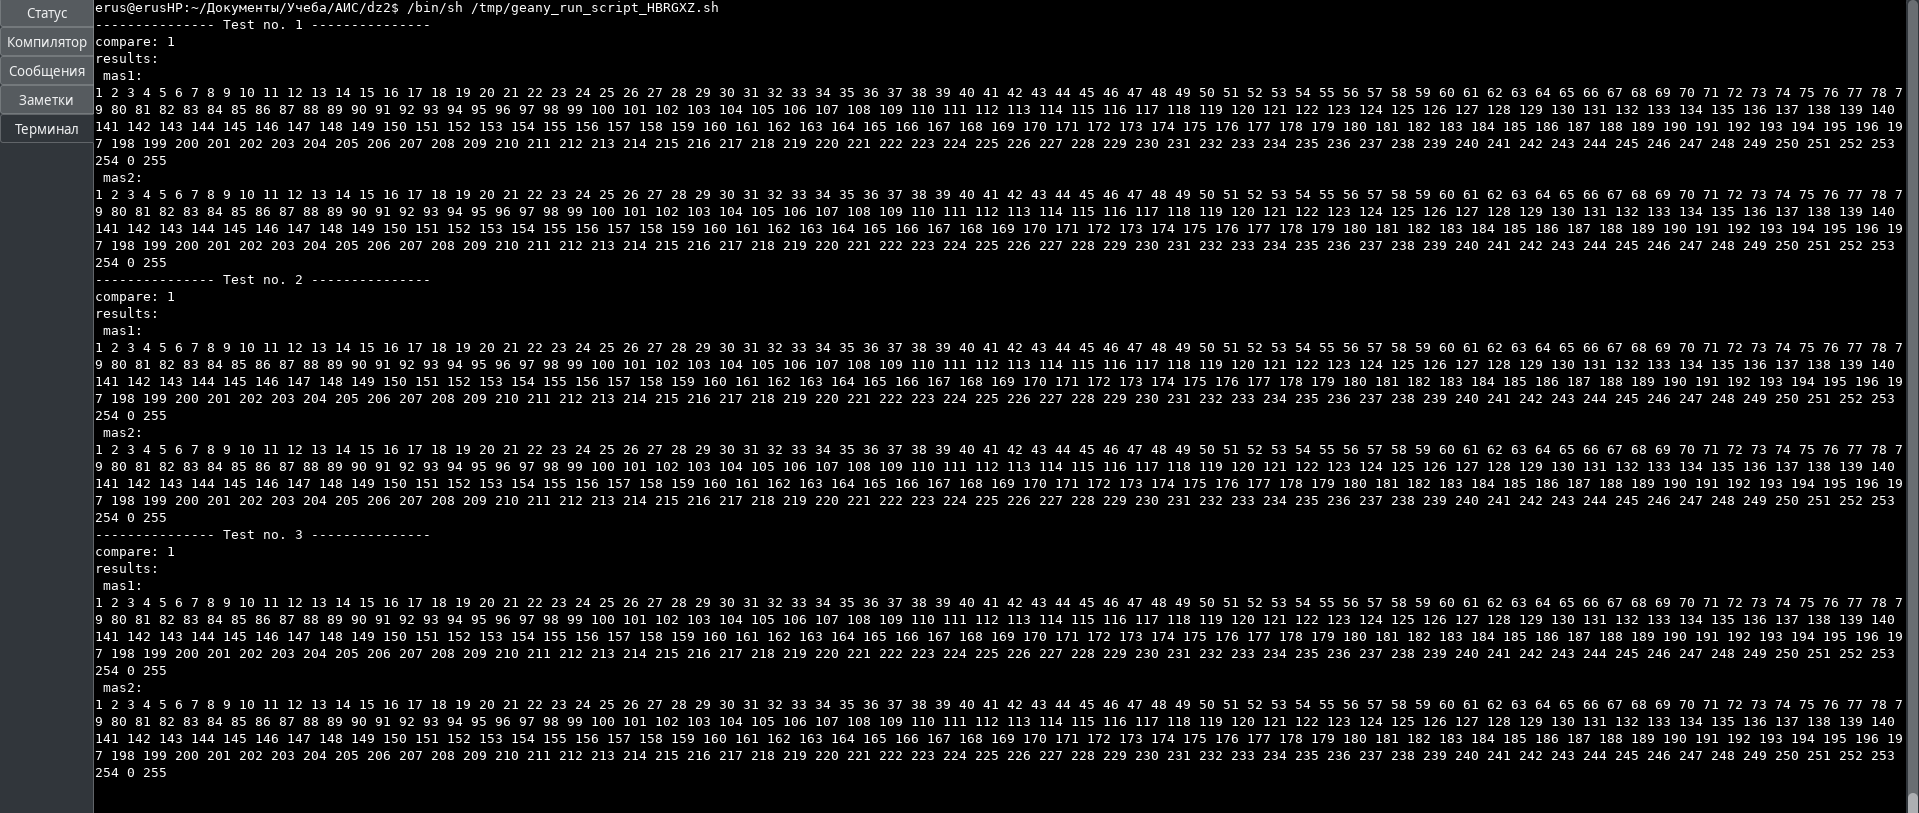 Статус
Компилятор
Сообщения
Заметки
Терминал
erus@erusHP:~/Документы/Учеба/АИС/dz2$ /bin/sh /tmp/geany_run_script_HBRGXZ.sh
--------------- Test no. 1 ---------------
compare: 1
results:
mas1:
1 2 3 4 5 6 7 8 9 10 11 12 13 14 15 16 17 18 19 20 21 22 23 24 25 26 27 28 29 30 31 32 33 34 35 36 37 38 39 40 41 42 43 44 45 46 47 48 49 50 51 52 53 54 55 56 57 58 59 60 61 62 63 64 65 66 67 68 69 70 71 72 73 74 75 76 77 78 7
9 80 81 82 83 84 85 86 87 88 89 90 91 92 93 94 95 96 97 98 99 100 101 102 103 104 105 106 107 108 109 110 111 112 113 114 115 116 117 118 119 120 121 122 123 124 125 126 127 128 129 130 131 132 133 134 135 136 137 138 139 140
141 142 143 144 145 146 147 148 149 150 151 152 153 154 155 156 157 158 159 160 161 162 163 164 165 166 167 168 169 170 171 172 173 174 175 176 177 178 179 180 181 182 183 184 185 186 187 188 189 190 191 192 193 194 195 196 19
7 198 199 200 201 202 203 204 205 206 207 208 209 210 211 212 213 214 215 216 217 218 219 220 221 222 223 224 225 226 227 228 229 230 231 232 233 234 235 236 237 238 239 240 241 242 243 244 245 246 247 248 249 250 251 252 253
254 0 255
mas2:
1 2 3 4 5 6 7 8 9 10 11 12 13 14 15 16 17 18 19 20 21 22 23 24 25 26 27 28 29 30 31 32 33 34 35 36 37 38 39 40 41 42 43 44 45 46 47 48 49 50 51 52 53 54 55 56 57 58 59 60 61 62 63 64 65 66 67 68 69 70 71 72 73 74 75 76 77 78 7
9 80 81 82 83 84 85 86 87 88 89 90 91 92 93 94 95 96 97 98 99 100 101 102 103 104 105 106 107 108 109 110 111 112 113 114 115 116 117 118 119 120 121 122 123 124 125 126 127 128 129 130 131 132 133 134 135 136 137 138 139 140
141 142 143 144 145 146 147 148 149 150 151 152 153 154 155 156 157 158 159 160 161 162 163 164 165 166 167 168 169 170 171 172 173 174 175 176 177 178 179 180 181 182 183 184 185 186 187 188 189 190 191 192 193 194 195 196 19
7 198 199 200 201 202 203 204 205 206 207 208 209 210 211 212 213 214 215 216 217 218 219 220 221 222 223 224 225 226 227 228 229 230 231 232 233 234 235 236 237 238 239 240 241 242 243 244 245 246 247 248 249 250 251 252 253
254 0 255
--------------- Test no. 2 ---------------
compare: 1
results:
mas1:
1 2 3 4 5 6 7 8 9 10 11 12 13 14 15 16 17 18 19 20 21 22 23 24 25 26 27 28 29 30 31 32 33 34 35 36 37 38 39 40 41 42 43 44 45 46 47 48 49 50 51 52 53 54 55 56 57 58 59 60 61 62 63 64 65 66 67 68 69 70 71 72 73 74 75 76 77 78 7
9 80 81 82 83 84 85 86 87 88 89 90 91 92 93 94 95 96 97 98 99 100 101 102 103 104 105 106 107 108 109 110 111 112 113 114 115 116 117 118 119 120 121 122 123 124 125 126 127 128 129 130 131 132 133 134 135 136 137 138 139 140
141 142 143 144 145 146 147 148 149 150 151 152 153 154 155 156 157 158 159 160 161 162 163 164 165 166 167 168 169 170 171 172 173 174 175 176 177 178 179 180 181 182 183 184 185 186 187 188 189 190 191 192 193 194 195 196 19
7 198 199 200 201 202 203 204 205 206 207 208 209 210 211 212 213 214 215 216 217 218 219 220 221 222 223 224 225 226 227 228 229 230 231 232 233 234 235 236 237 238 239 240 241 242 243 244 245 246 247 248 249 250 251 252 253
254 0 255
mas2:
1 2 3 4 5 6 7 8 9 10 11 12 13 14 15 16 17 18 19 20 21 22 23 24 25 26 27 28 29 30 31 32 33 34 35 36 37 38 39 40 41 42 43 44 45 46 47 48 49 50 51 52 53 54 55 56 57 58 59 60 61 62 63 64 65 66 67 68 69 70 71 72 73 74 75 76 77 78 7
9 80 81 82 83 84 85 86 87 88 89 90 91 92 93 94 95 96 97 98 99 100 101 102 103 104 105 106 107 108 109 110 111 112 113 114 115 116 117 118 119 120 121 122 123 124 125 126 127 128 129 130 131 132 133 134 135 136 137 138 139 140
141 142 143 144 145 146 147 148 149 150 151 152 153 154 155 156 157 158 159 160 161 162 163 164 165 166 167 168 169 170 171 172 173 174 175 176 177 178 179 180 181 182 183 184 185 186 187 188 189 190 191 192 193 194 195 196 19
7 198 199 200 201 202 203 204 205 206 207 208 209 210 211 212 213 214 215 216 217 218 219 220 221 222 223 224 225 226 227 228 229 230 231 232 233 234 235 236 237 238 239 240 241 242 243 244 245 246 247 248 249 250 251 252 253
254 0 255
--------------- Test no. 3 ---------------
compare: 1
results:
mas1:
1 2 3 4 5 6 7 8 9 10 11 12 13 14 15 16 17 18 19 20 21 22 23 24 25 26 27 28 29 30 31 32 33 34 35 36 37 38 39 40 41 42 43 44 45 46 47 48 49 50 51 52 53 54 55 56 57 58 59 60 61 62 63 64 65 66 67 68 69 70 71 72 73 74 75 76 77 78 7
9 80 81 82 83 84 85 86 87 88 89 90 91 92 93 94 95 96 97 98 99 100 101 102 103 104 105 106 107 108 109 110 111 112 113 114 115 116 117 118 119 120 121 122 123 124 125 126 127 128 129 130 131 132 133 134 135 136 137 138 139 140
141 142 143 144 145 146 147 148 149 150 151 152 153 154 155 156 157 158 159 160 161 162 163 164 165 166 167 168 169 170 171 172 173 174 175 176 177 178 179 180 181 182 183 184 185 186 187 188 189 190 191 192 193 194 195 196 19
7 198 199 200 201 202 203 204 205 206 207 208 209 210 211 212 213 214 215 216 217 218 219 220 221 222 223 224 225 226 227 228 229 230 231 232 233 234 235 236 237 238 239 240 241 242 243 244 245 246 247 248 249 250 251 252 253
254 0 255
mas2:
1 2 3 4 5 6 7 8 9 10 11 12 13 14 15 16 17 18 19 20 21 22 23 24 25 26 27 28 29 30 31 32 33 34 35 36 37 38 39 40 41 42 43 44 45 46 47 48 49 50 51 52 53 54 55 56 57 58 59 60 61 62 63 64 65 66 67 68 69 70 71 72 73 74 75 76 77 78 7
9 80 81 82 83 84 85 86 87 88 89 90 91 92 93 94 95 96 97 98 99 100 101 102 103 104 105 106 107 108 109 110 111 112 113 114 115 116 117 118 119 120 121 122 123 124 125 126 127 128 129 130 131 132 133 134 135 136 137 138 139 140
141 142 143 144 145 146 147 148 149 150 151 152 153 154 155 156 157 158 159 160 161 162 163 164 165 166 167 168 169 170 171 172 173 174 175 176 177 178 179 180 181 182 183 184 185 186 187 188 189 190 191 192 193 194 195 196 19
7 198 199 200 201 202 203 204 205 206 207 208 209 210 211 212 213 214 215 216 217 218 219 220 221 222 223 224 225 226 227 228 229 230 231 232 233 234 235 236 237 238 239 240 241 242 243 244 245 246 247 248 249 250 251 252 253
254 0 255